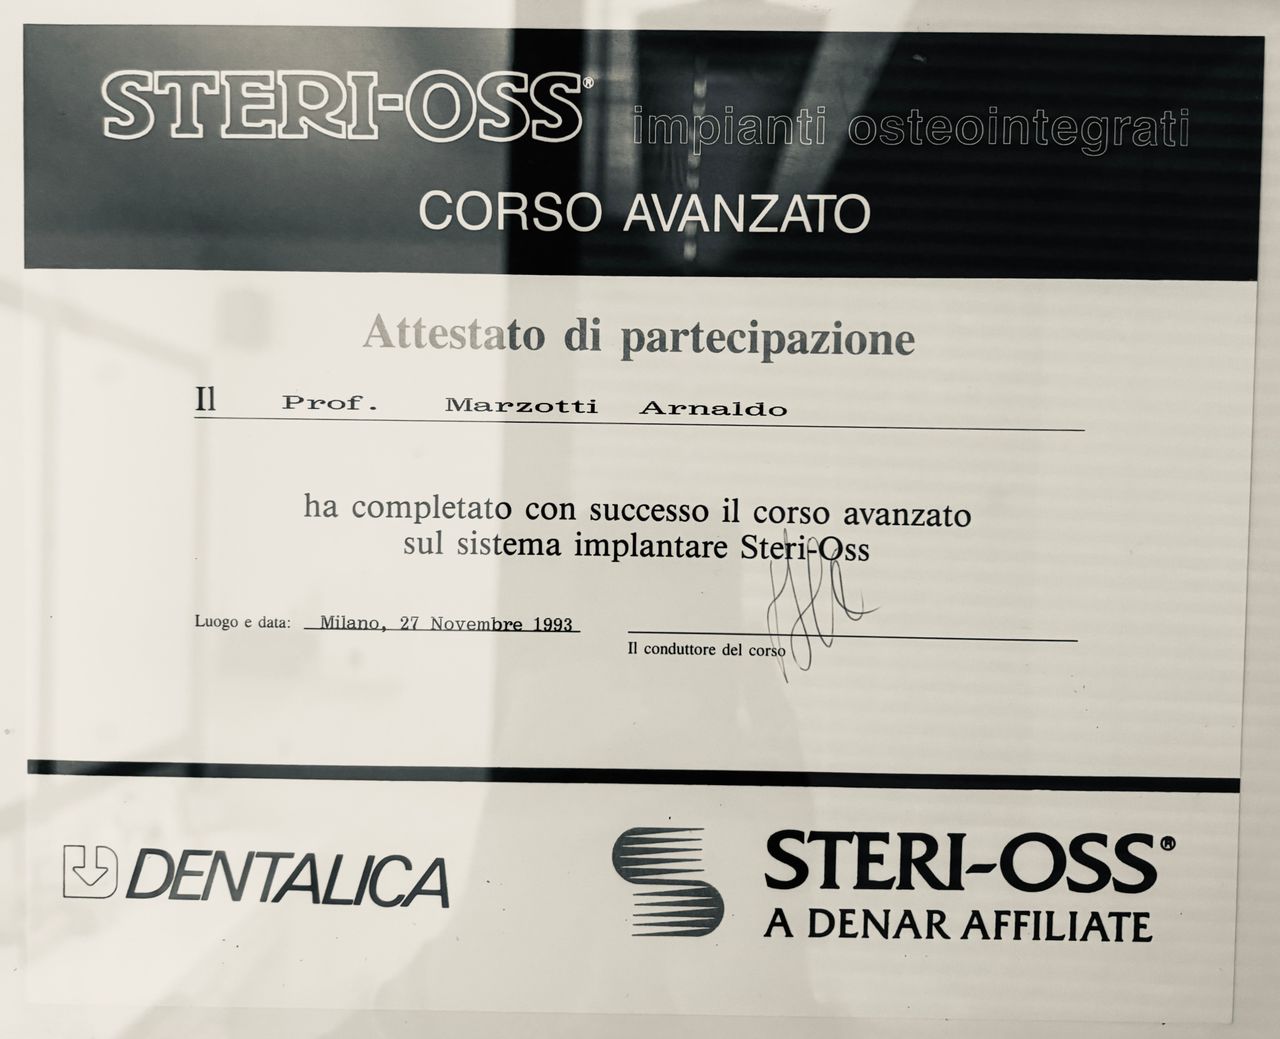 STERI-OSS® impianti osteointegrati
CORSO AVANZATO
Attestato di partecipazione
Il Prof. Marzotti Arnaldo
ha completato con successo il corso avanzato
sul sistema implantare Steri-Oss
Luogo e data: Milano, 27 Novembre 1993
Il conduttore del corso
DENTALICA
STERI-OSS®
A DENAR AFFILIATE